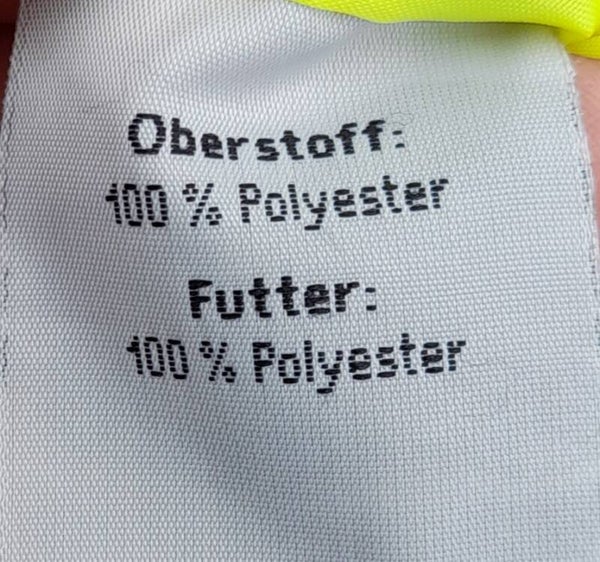 Oberstoff:
100 % Polyester
Futter:
100 % Polyester